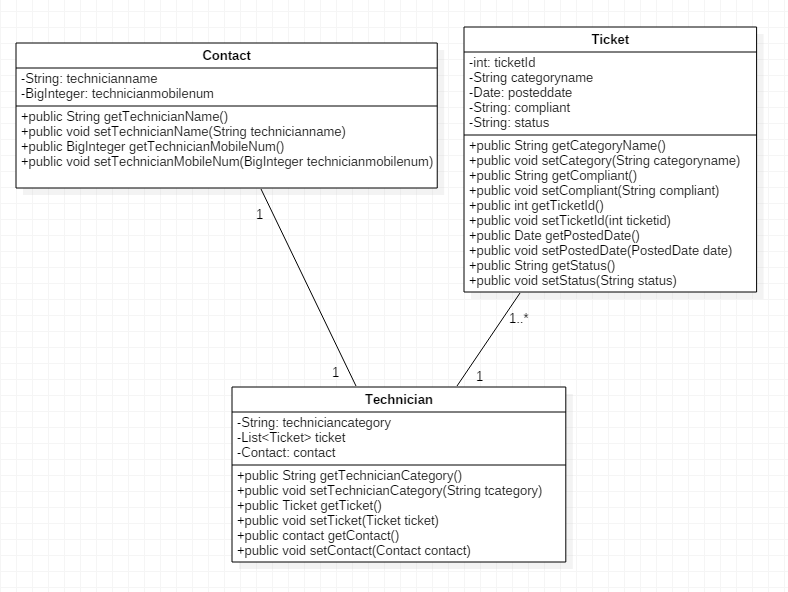 Contact
-String: technicianname
-BigInteger: technicianmobilenum
+public String getTechnicianName()
+public void setTechnicianName(String technicianname)
+public BigInteger getTechnicianMobileNum()
+public void setTechnicianMobileNum(BigInteger technicianmobilenum)
Ticket
-int: ticketId
-String categoryname
-Date: posteddate
-String: compliant
-String: status
+public String getCategoryName()
+public void setCategory(String categoryname)
+public String getCompliant()
+public void setCompliant(String compliant)
+public int getTicketId()
+public void setTicketId(int ticketid)
+public Date getPostedDate()
+public void setPostedDate(PostedDate date)
+public String getStatus()
+public void setStatus(String status)
1
1..*
1
1
Technician
-String: techniciancategory
-List<Ticket> ticket
-Contact: contact
+public String getTechnicianCategory()
+public void setTechnicianCategory(String tcategory)
+public Ticket getTicket()
+public void setTicket(Ticket ticket)
+public contact getContact()
+public void setContact(Contact contact)